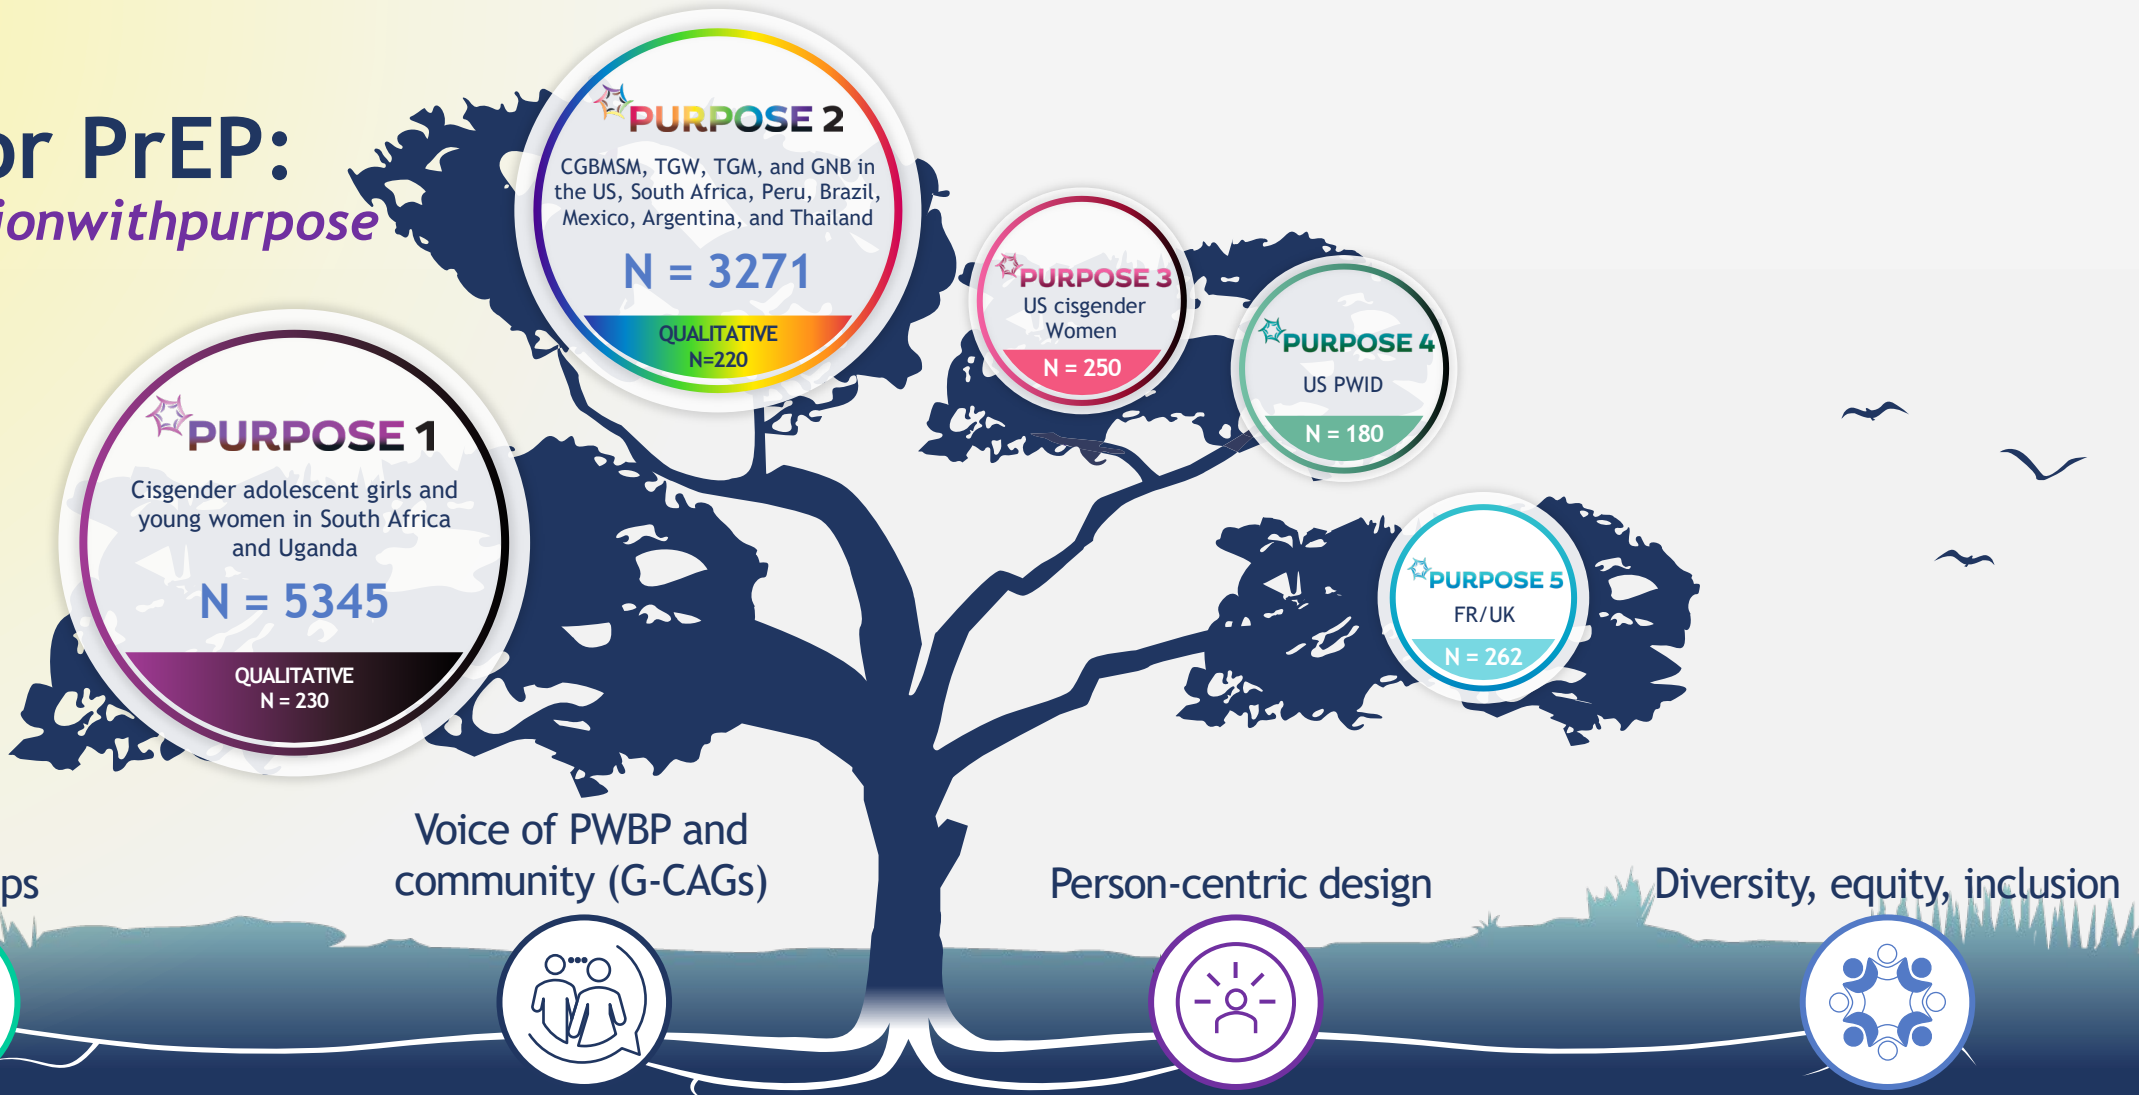 or PrEP:
ionwithpurpose
PURPOSE 2
CGBMSM, TGW, TGM, and GNB in
the US, South Africa, Peru, Brazil,
Mexico, Argentina, and Thailand
N = 3271
QUALITATIVE
N=220
PURPOSE 3
US cisgender
Women
N = 250
PURPOSE 4
US PWID
N = 180
PURPOSE 1
Cisgender adolescent girls and
young women in South Africa
and Uganda
N = 5345
QUALITATIVE
N = 230
PURPOSE 5
FR/UK
N = 262
ps
Voice of PWBP and
community (G-CAGs)
Person-centric design
Diversity, equity, inclusion